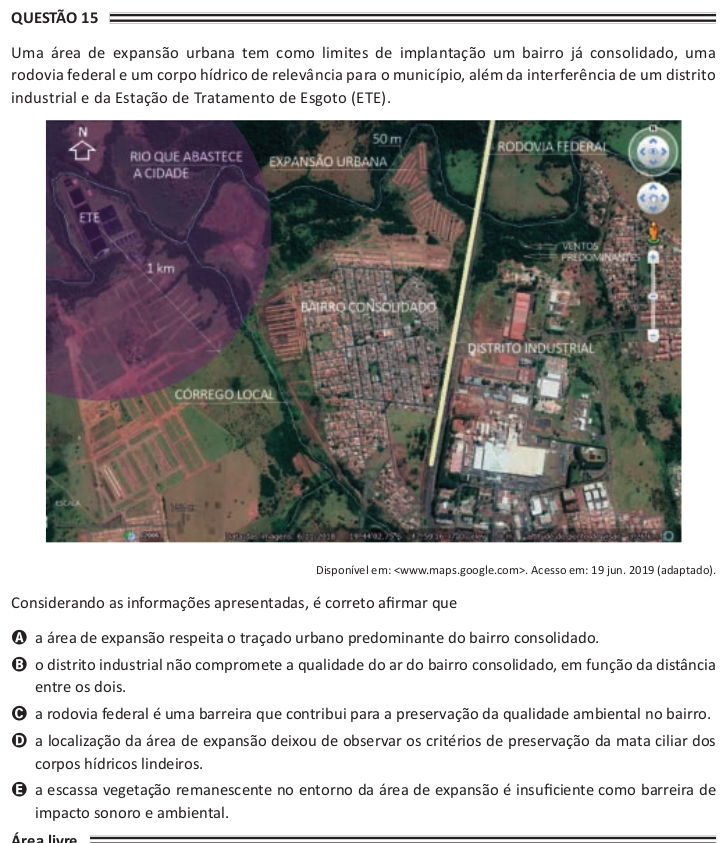 QUESTÃO 15
Uma área de expansão urbana tem como limites de implantação um bairro já consolidado, uma
rodovia federal e um corpo hídrico de relevância para o município, além da interferência de um distrito
industrial e da Estação de Tratamento de Esgoto (ETE).
N
50 m
RODOVIA FEDERAL
RIO QUE ABASTECE
A CIDADE
EXPANSÃO URBANA
ETE
VENTOS
PREDOMINANTES
1 km
BAIRRO CONSOLIDADO
DISTRITO INDUSTRIAL
CÓRREGO LOCAL
ESCALA
Disponível em: <www.maps.google.com>. Acesso em: 19 jun. 2019 (adaptado).
Considerando as informações apresentadas, é correto afirmar que
A a área de expansão respeita o traçado urbano predominante do bairro consolidado.
B o distrito industrial não compromete a qualidade do ar do bairro consolidado, em função da distância
entre os dois.
C a rodovia federal é uma barreira que contribui para a preservação da qualidade ambiental no bairro.
D a localização da área de expansão deixou de observar os critérios de preservação da mata ciliar dos
corpos hídricos lindeiros.
E a escassa vegetação remanescente no entorno da área de expansão é insuficiente como barreira de
impacto sonoro e ambiental.
Área livre